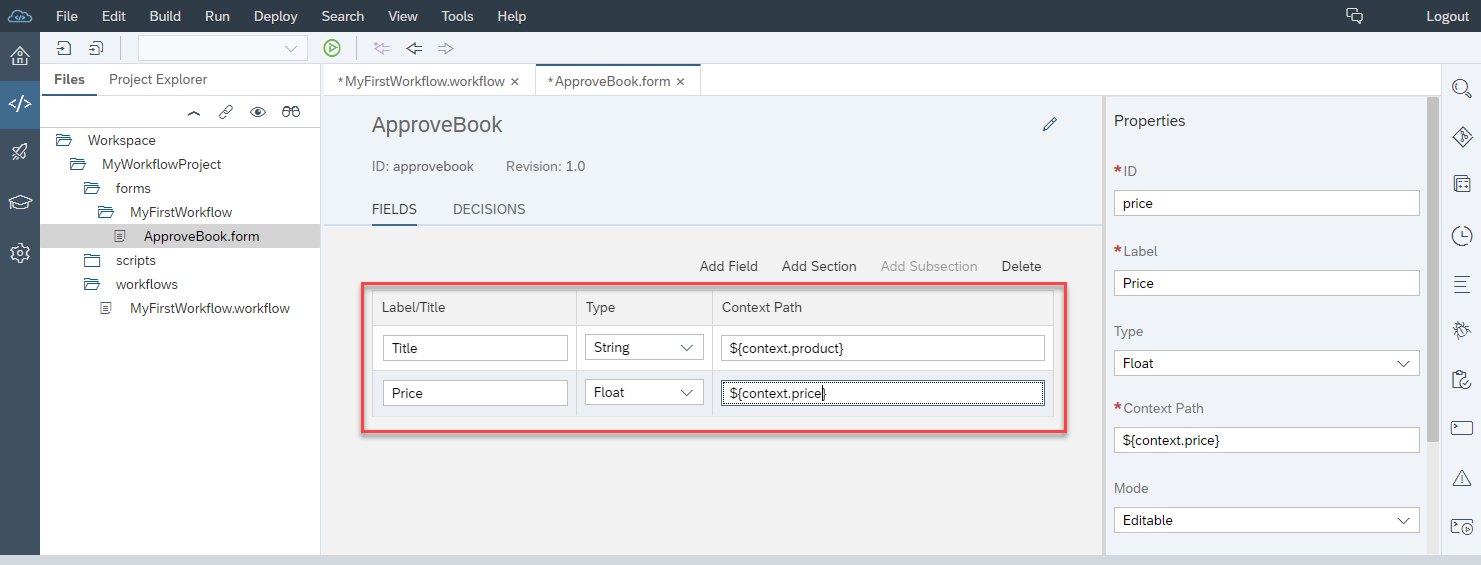 File Edit Build Run Deploy Search View Tools Help Logout
Files Project Explorer
*MyFirstWorkflow.workflow ×
*ApproveBook.form ×
Workspace
MyWorkflowProject
forms
MyFirstWorkflow
ApproveBook.form
scripts
workflows
MyFirstWorkflow.workflow
ApproveBook
ID: approvebook Revision: 1.0
FIELDS DECISIONS
Add Field Add Section Add Subsection Delete
Label/Title Type Context Path
Title String ${context.product}
Price Float ${context.price}
Properties
*ID
price
*Label
Price
Type
Float
*Context Path
${context.price}
Mode
Editable